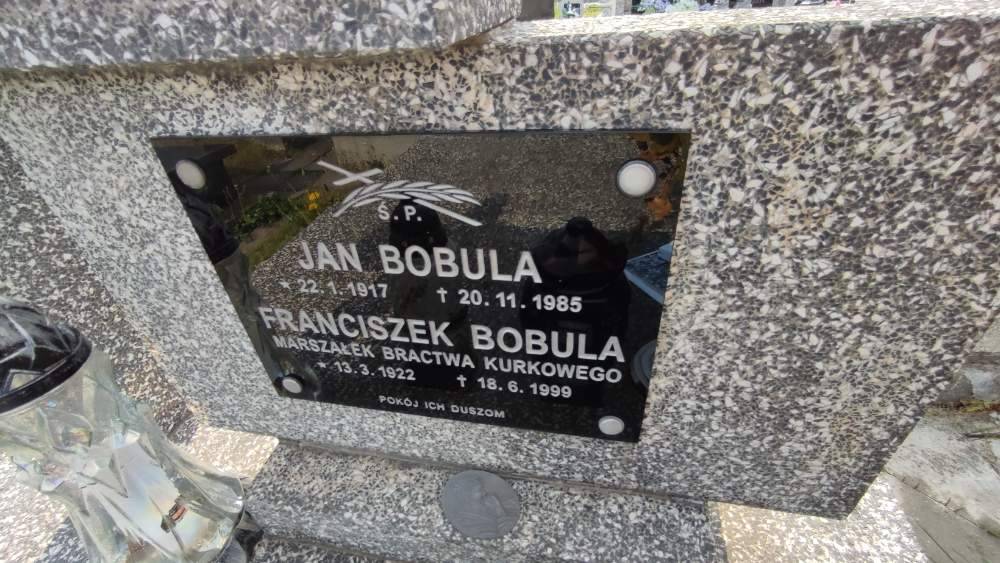 Ś. P.
JAN BOBULA
* 22.1.1917 † 20.11.1985
FRANCISZEK BOBULA
MARSZAŁEK BRACTWA KURKOWEGO
* 13.3.1922 † 18.6.1999
POKÓJ ICH DUSZOM